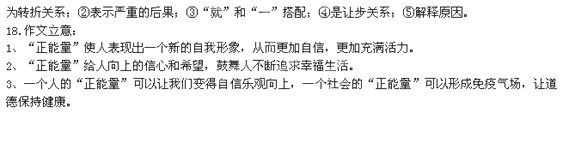 为转折关系；②表示严重的后果；③“就”和“一”搭配；④是让步关系；⑤解释原因。
18.作文立意：
1、“正能量”使人表现出一个新的自我形象，从而更加自信，更加充满活力。
2、“正能量”给人向上的信心和希望，鼓舞人不断追求幸福生活。
3、一个人的“正能量”可以让我们变得自信乐观向上，一个社会的“正能量”可以形成免疫气场，让道
德保持健康。